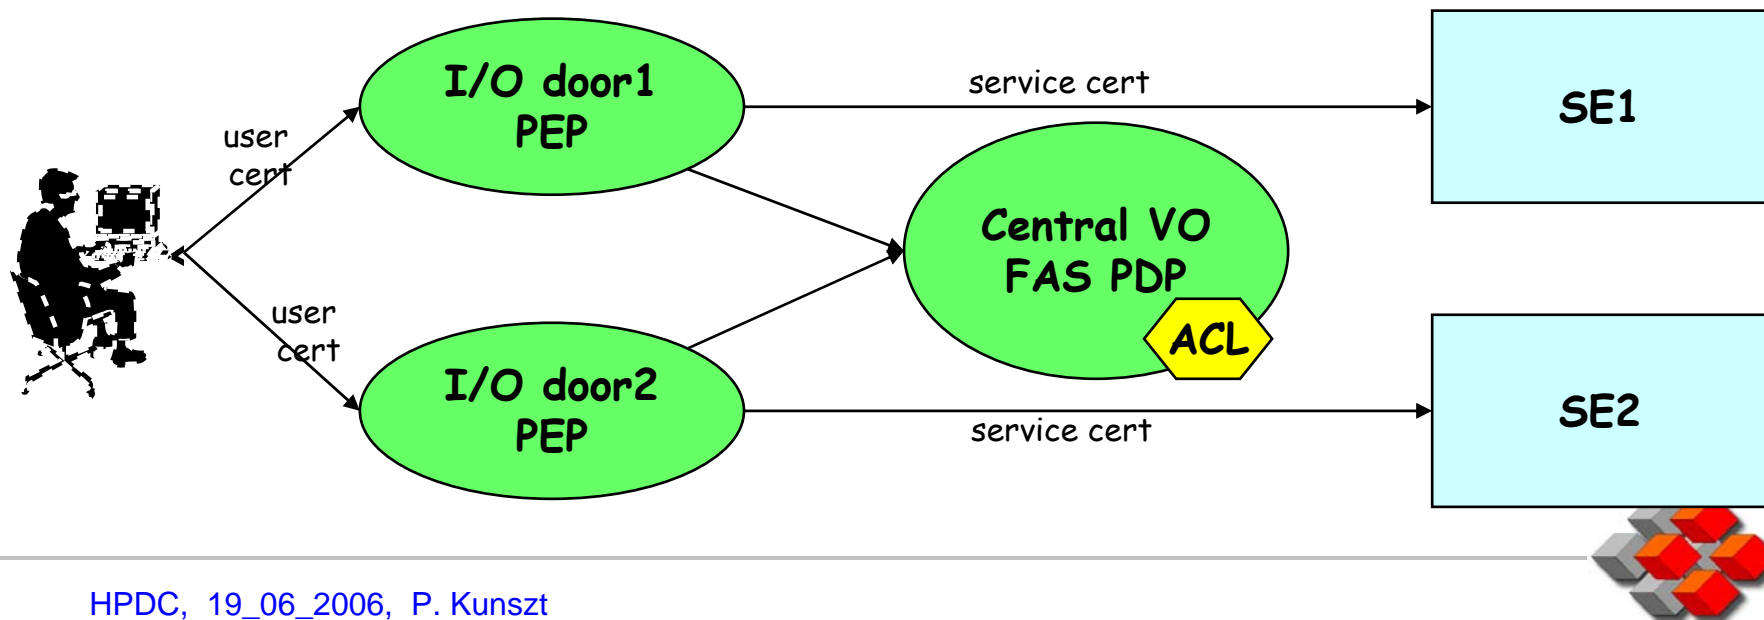 I/O door1
PEP
service cert
SE1
user
cert
Central VO
FAS PDP
ACL
user
cert
I/O door2
PEP
service cert
SE2
HPDC, 19_06_2006, P. Kunszt